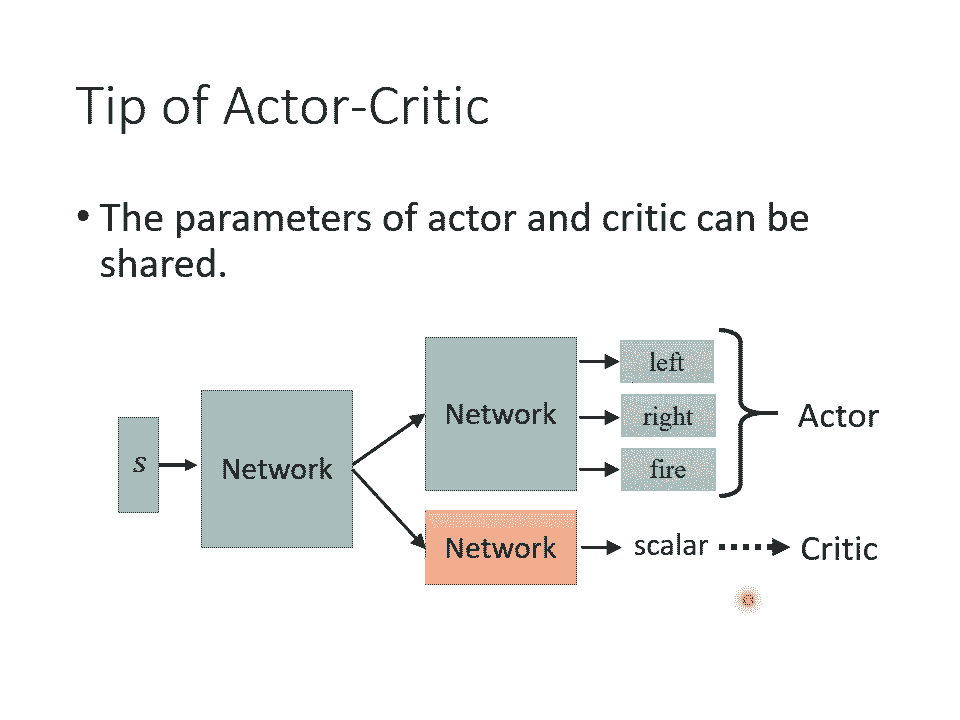 Tip of Actor-Critic
• The parameters of actor and critic can be
shared.
s
Network
Network
left
right
fire
Actor
Network
scalar
Critic